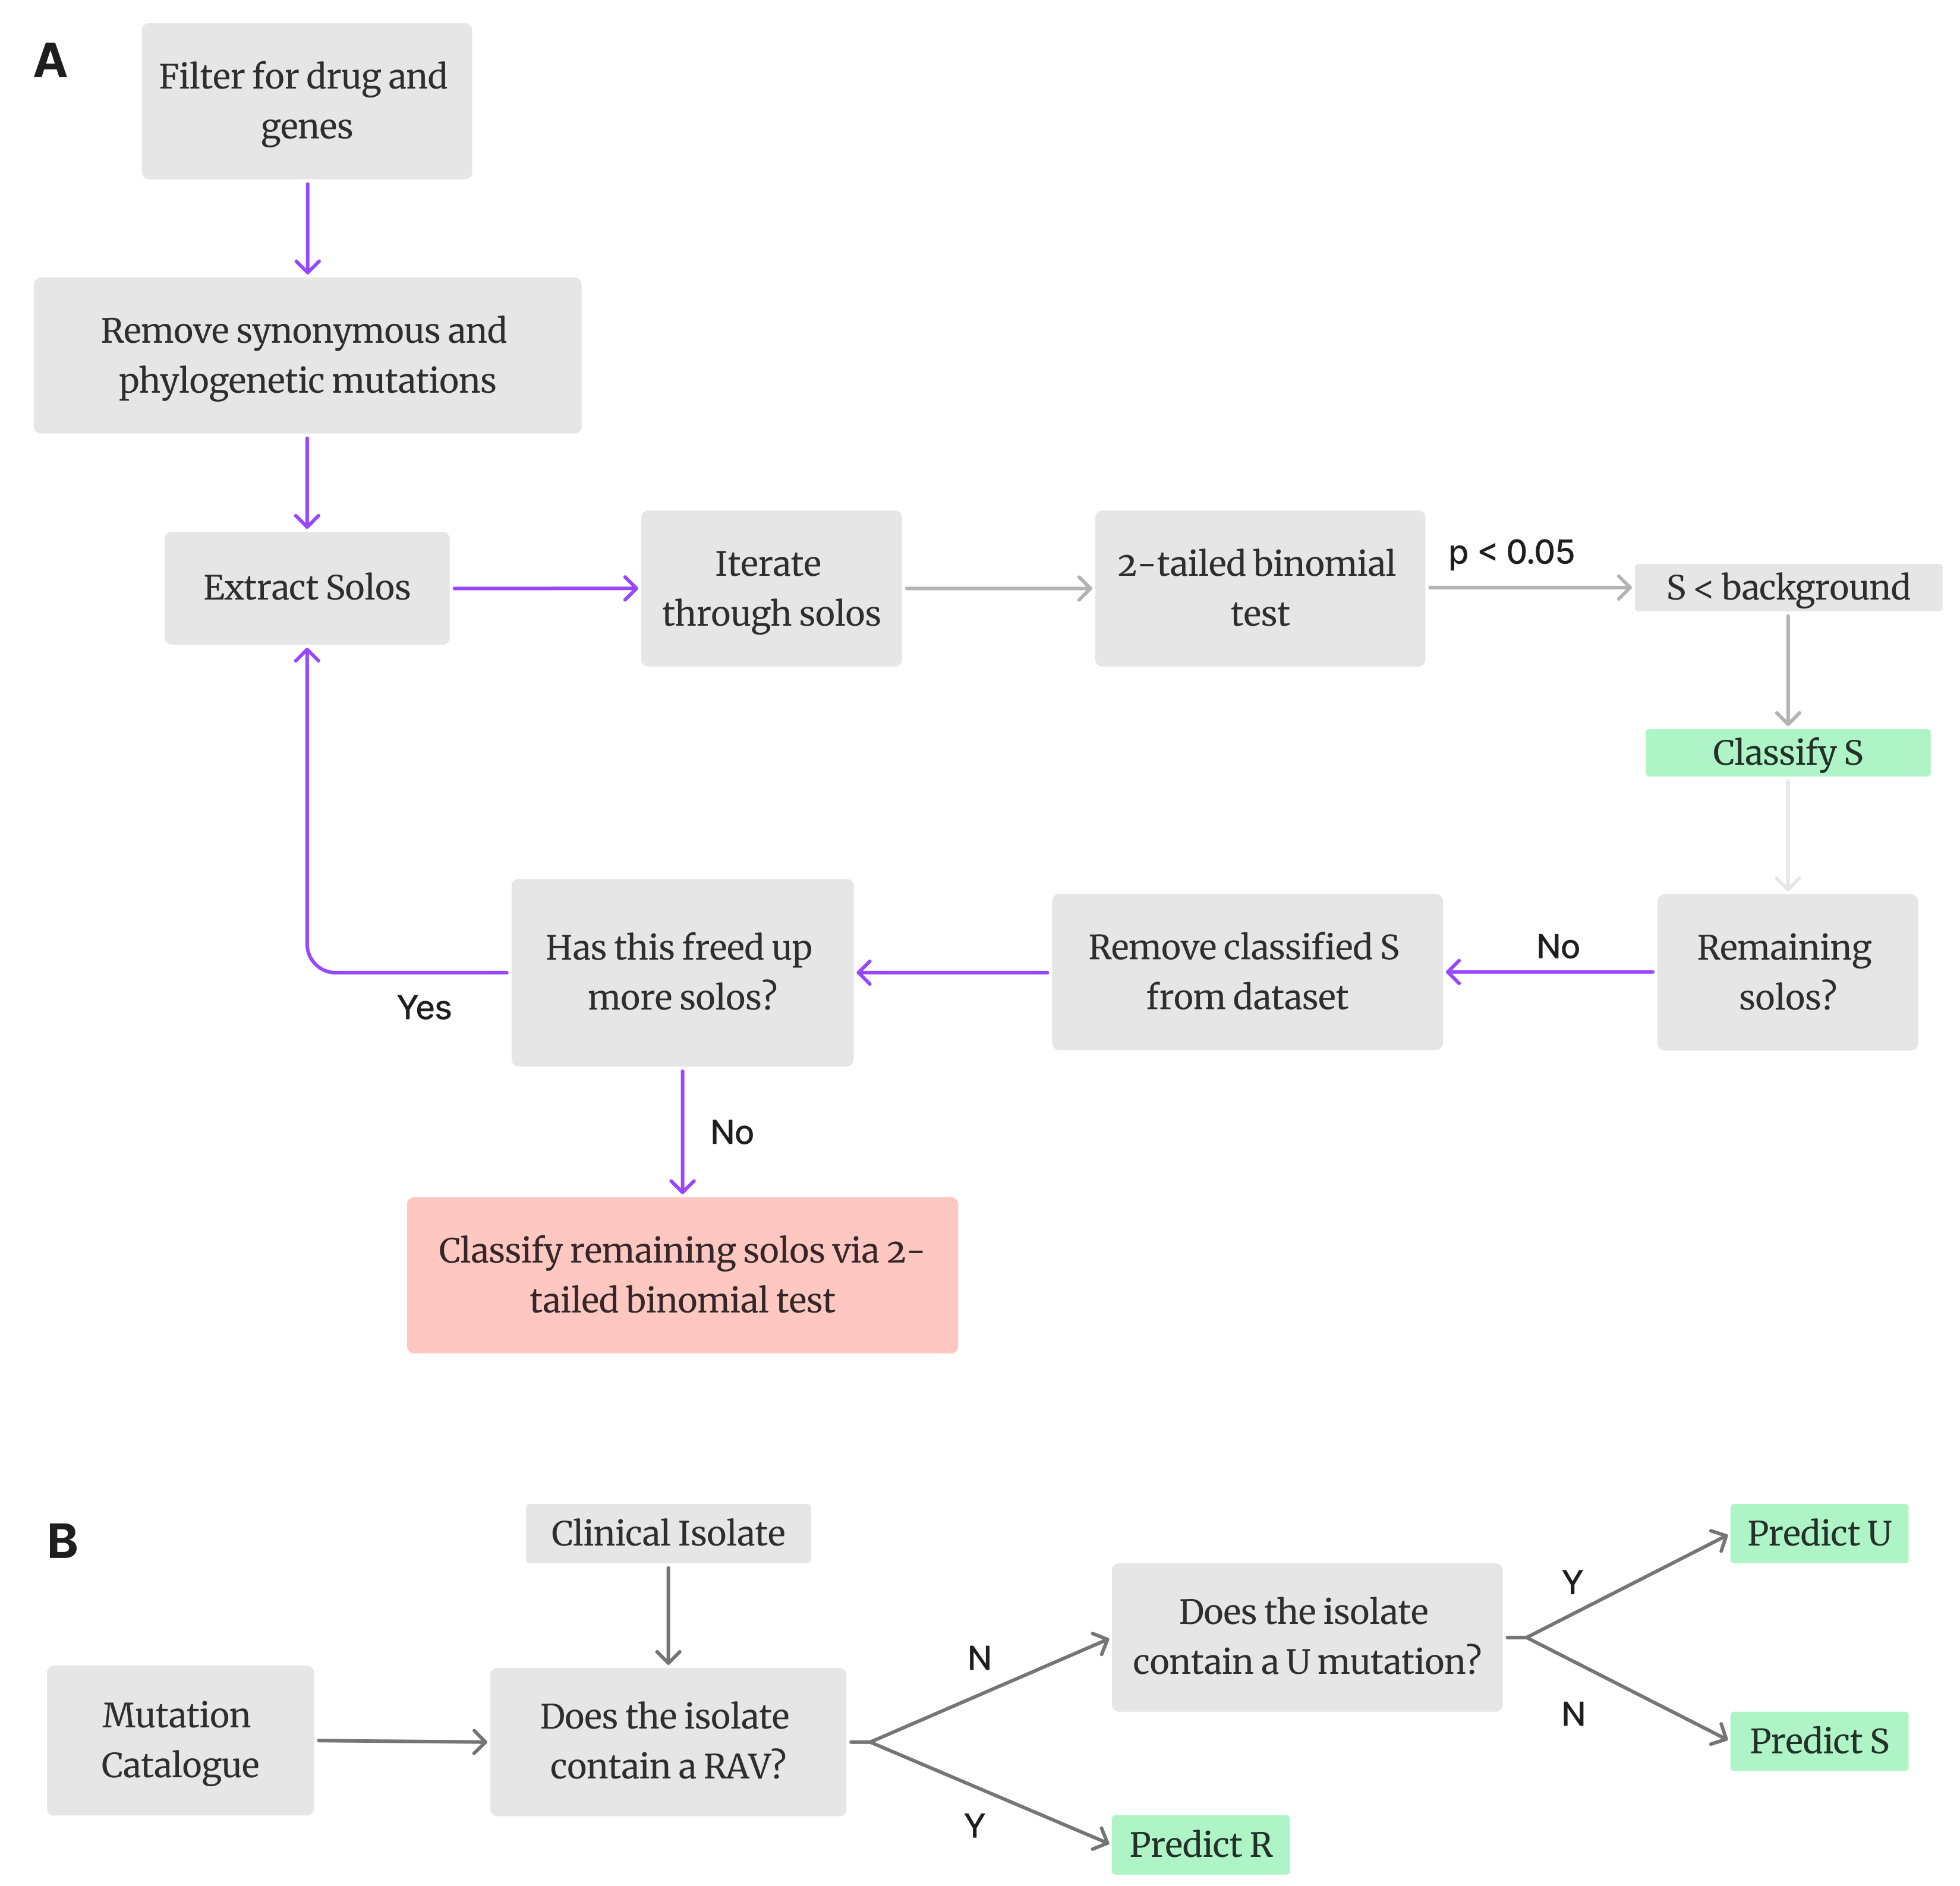 A
Filter for drug and
genes
Remove synonymous and
phylogenetic mutations
Extract Solos
Iterate
through solos
2-tailed binomial
test
p < 0.05
S < background
Classify S
Remaining
solos?
No
Remove classified S
from dataset
Has this freed up
more solos?
Yes
No
Classify remaining solos via 2-
tailed binomial test
B
Clinical Isolate
Mutation
Catalogue
Does the isolate
contain a RAV?
N
Y
Does the isolate
contain a U mutation?
Predict R
Y
N
Predict U
Predict S